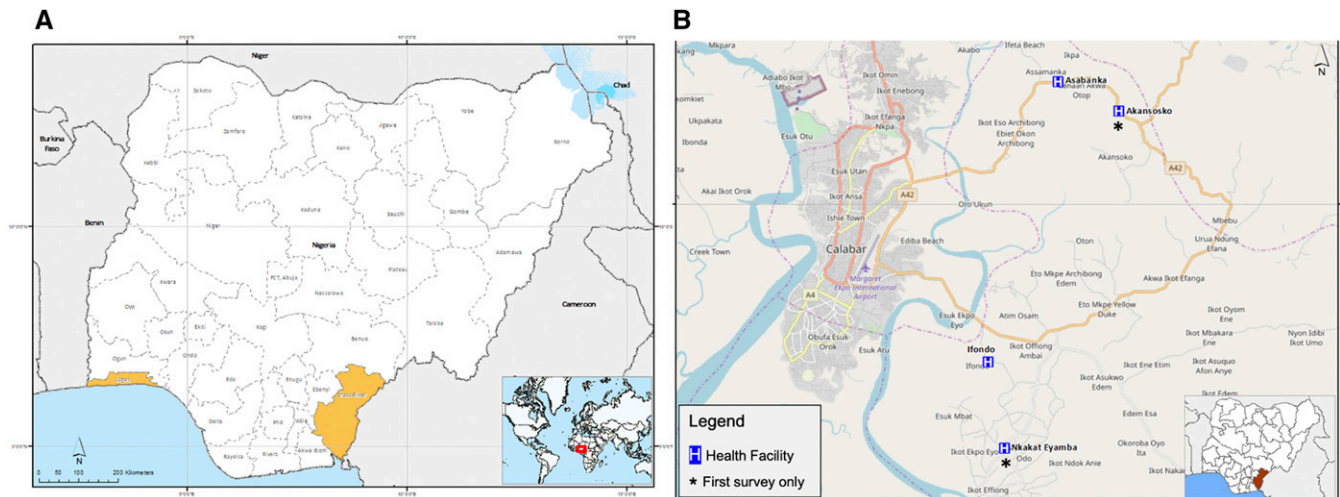 A
Niger
Chad
Burkina
Faso
Sokoto
Katsina
Jigawa
Yobe
Borno
Zamfara
Kano
Kebbi
Benin
Kaduna
Bauchi
Gombe
Niger
Nigeria
Adamawa
FCT, Abuja
Plateau
Kwara
Nassarawa
Oyo
Cameroon
Taraba
Osun
Ekiti
Kogi
Benue
Ogun
Ondo
Lagos
Edo
Enugu
Ebonyi
Cross River
Delta
Imo
Abia
Bayelsa
Rivers
Akwa Ibom
N
0 50 100 200 Kilometers
B
Mkpara
Akabo
Ifeta Beach
Ikpa
N
Adiabo Ikot
Mbo
Ikot Omin
Assamanka
Asabanka
Ikot Enebong
Akwa
Otop
Akansosko
Ukpakata
Ikot Efanga
Nkpa
Ikot Eso Archibong
Ebiet Okon
Archibong
Ibonda
Esuk Otu
Akansoko
Esuk Utan
A42
Akai Ikot Orok
Ikot Ansa
A42
Oro Ukun
Ishie Town
Mbebu
Creek Town
Calabar
Ediba Beach
Oton
Urua Ndung
Efana
Margaret
Ekpo International
Airport
Eto Mkpe Archibong
Edem
Akwa Ikot Efanga
A4
Eto Mkpe Yellow
Duke
Esuk Ekpo
Eyo
Atim Osam
Ikot Oyom
Ene
Obufa Esuk
Orok
Esuk Atu
Ikot Offiong
Ambai
Ikot Mbakara
Ene
Nyon Idibi
Ikot Umo
Ifondo
Ikot Ene Etim
Ikot Asuquo
Afon Anye
Ikot Asukwo
Edem
Esuk Mbat
Edem Esa
Legend
H Health Facility
* First survey only
Nkakat Eyamba
Ikot Ekpo Eyo
Odo
Okoroba Oyo
Ita
Ikot Ndok Anie
Ikot Effiong